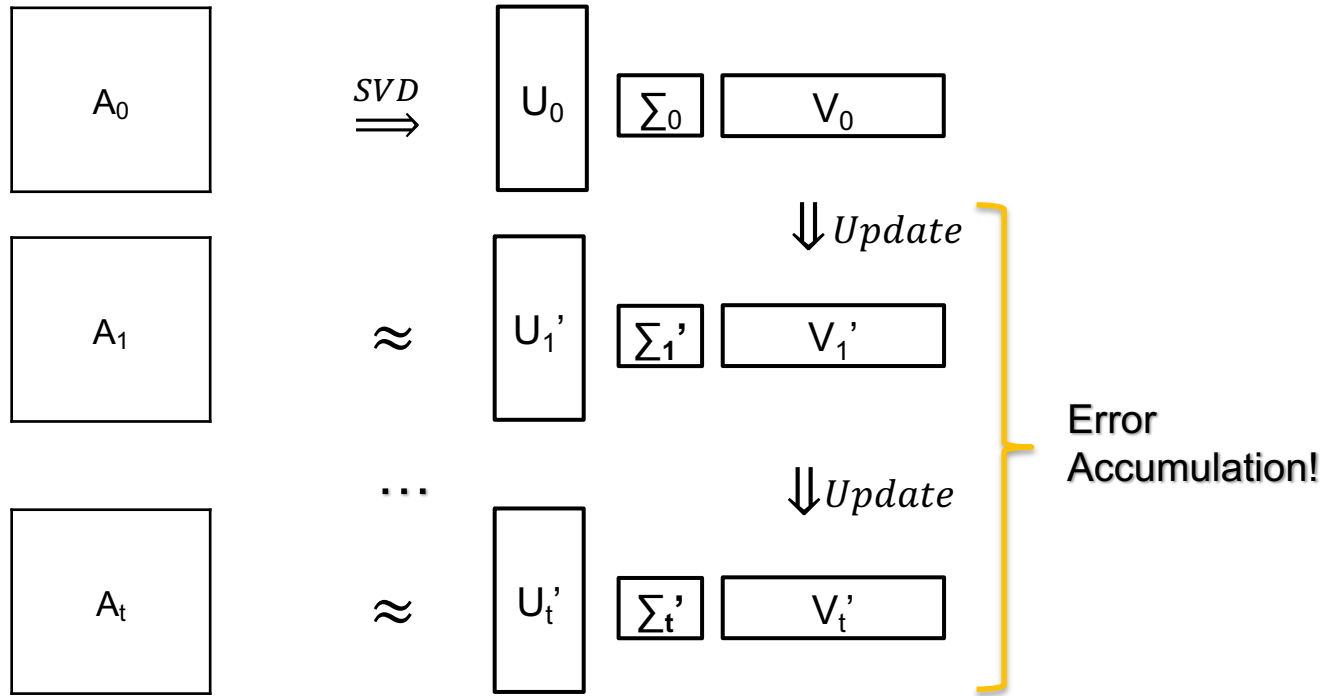 A₀
SVD
⟹
U₀
∑₀
V₀
⇓Update
A₁
≈
U₁’
∑₁’
V₁’
Error
Accumulation!
…
⇓Update
Aₜ
≈
Uₜ’
∑ₜ’
Vₜ’